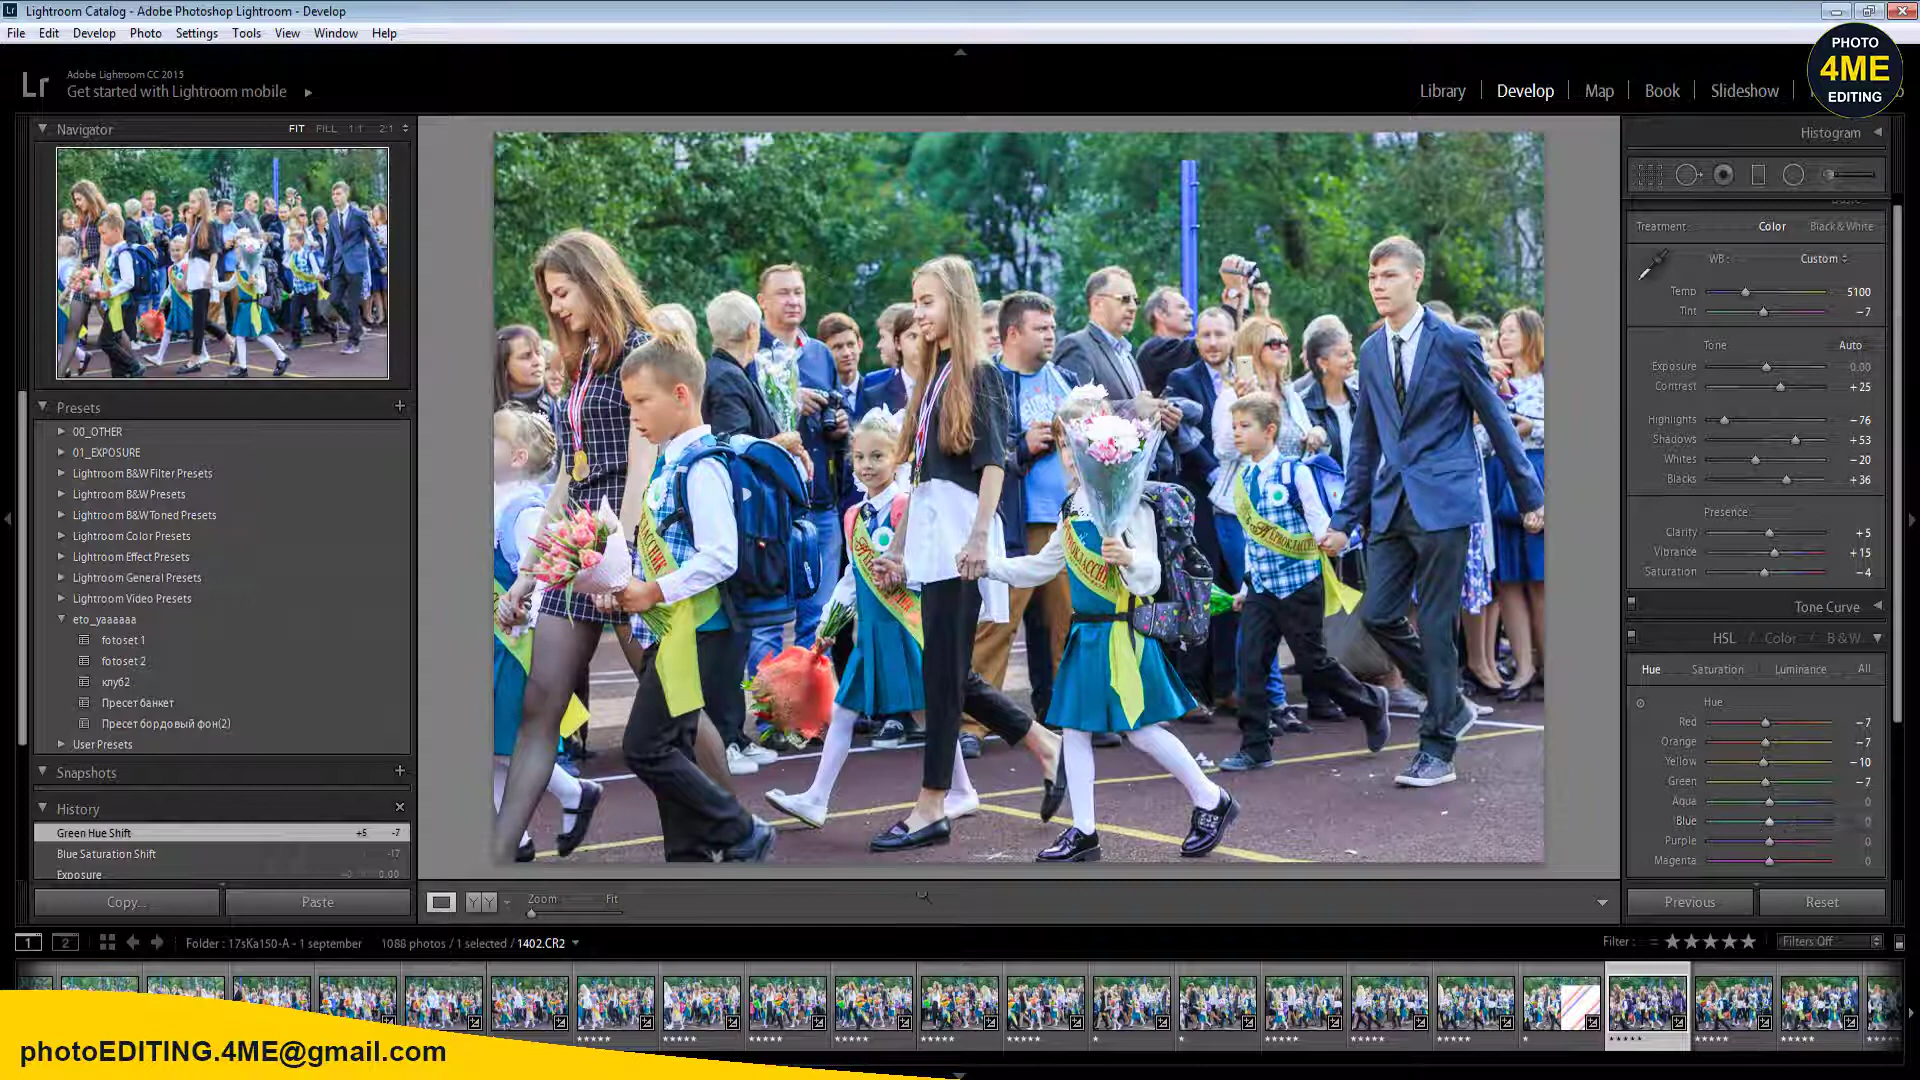 Lightroom Catalog - Adobe Photoshop Lightroom - Develop
File Edit Develop Photo Settings Tools View Window Help
PHOTO
4ME
EDITING
Adobe Lightroom CC 2015
Get started with Lightroom mobile
Library Develop Map Book Slideshow
Navigator FIT FILL 1:1 2:1
Histogram
Treatment: Color Black & White
WB: Custom
Temp 5100
Tint -7
Tone Auto
Exposure 0.00
Contrast +25
Highlights -76
Shadows +53
Whites -20
Blacks +36
Presence
Clarity +5
Vibrance +15
Saturation -4
Tone Curve
HSL / Color / B & W
Hue Saturation Luminance All
Hue
Red -7
Orange -7
Yellow -10
Green -7
Aqua 0
Blue 0
Purple 0
Magenta 0
Previous Reset
Presets
00_OTHER
01_EXPOSURE
Lightroom B&W Filter Presets
Lightroom B&W Presets
Lightroom B&W Toned Presets
Lightroom Color Presets
Lightroom Effect Presets
Lightroom General Presets
Lightroom Video Presets
eto_yaaaaaa
fotoset 1
fotoset 2
клуб2
Пресет банкет
Пресет бордовый фон(2)
User Presets
Snapshots
History
Green Hue Shift +5 -7
Blue Saturation Shift -17
Exposure 0.00
Copy... Paste
Zoom Fit
1 2 Folder : 17sKa150-A - 1 september 1088 photos / 1 selected / 1402.CR2
Filter : Filters Off
photoEDITING.4ME@gmail.com